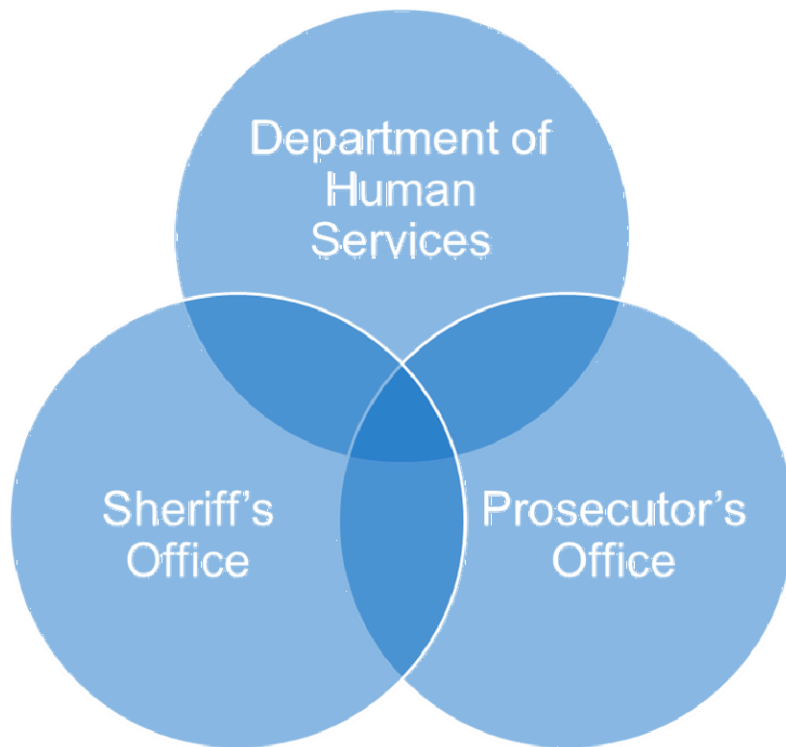 Department of
Human
Services
Sheriff’s
Office
Prosecutor’s
Office